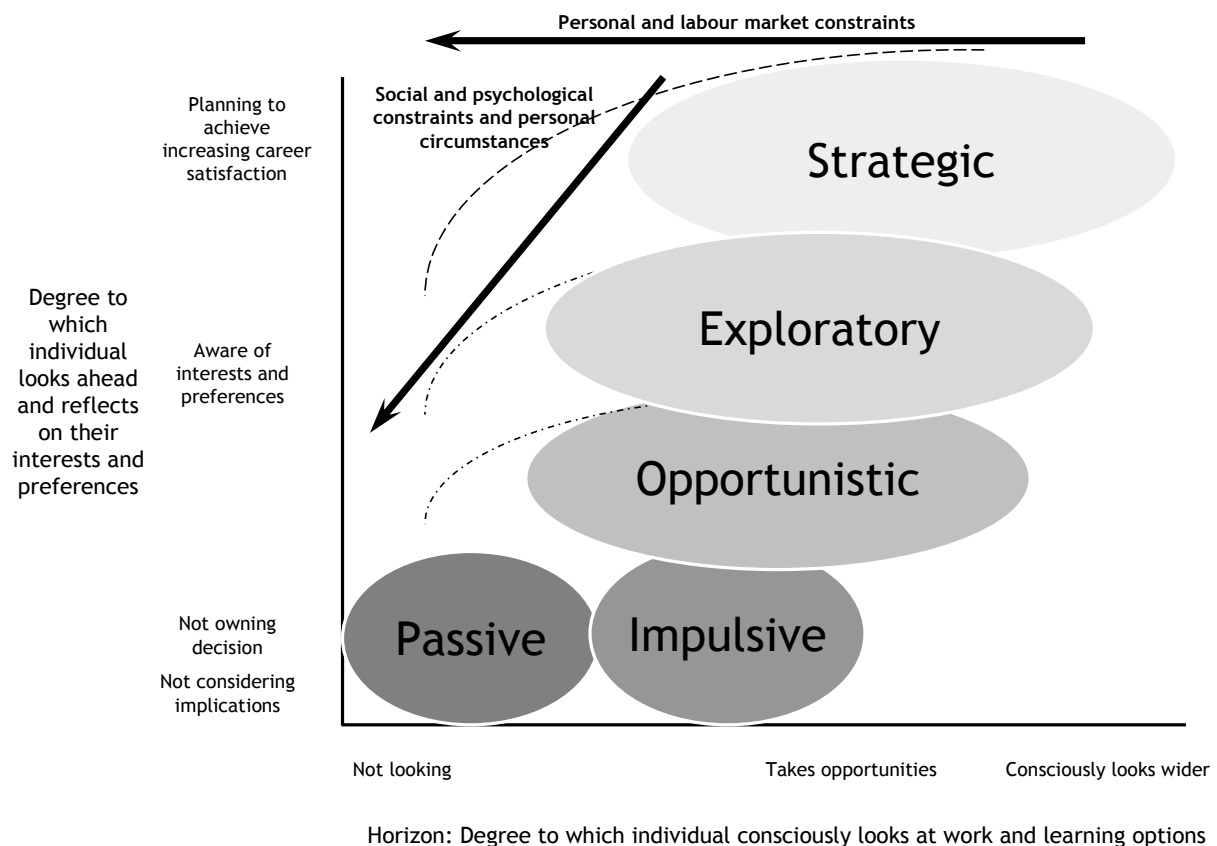 Personal and labour market constraints
Social and psychological
constraints and personal
circumstances
Planning to
achieve
increasing career
satisfaction
Strategic
Degree to
which
individual
looks ahead
and reflects
on their
interests and
preferences
Aware of
interests and
preferences
Exploratory
Opportunistic
Not owning
decision
Not considering
implications
Passive
Impulsive
Not looking
Takes opportunities
Consciously looks wider
Horizon: Degree to which individual consciously looks at work and learning options